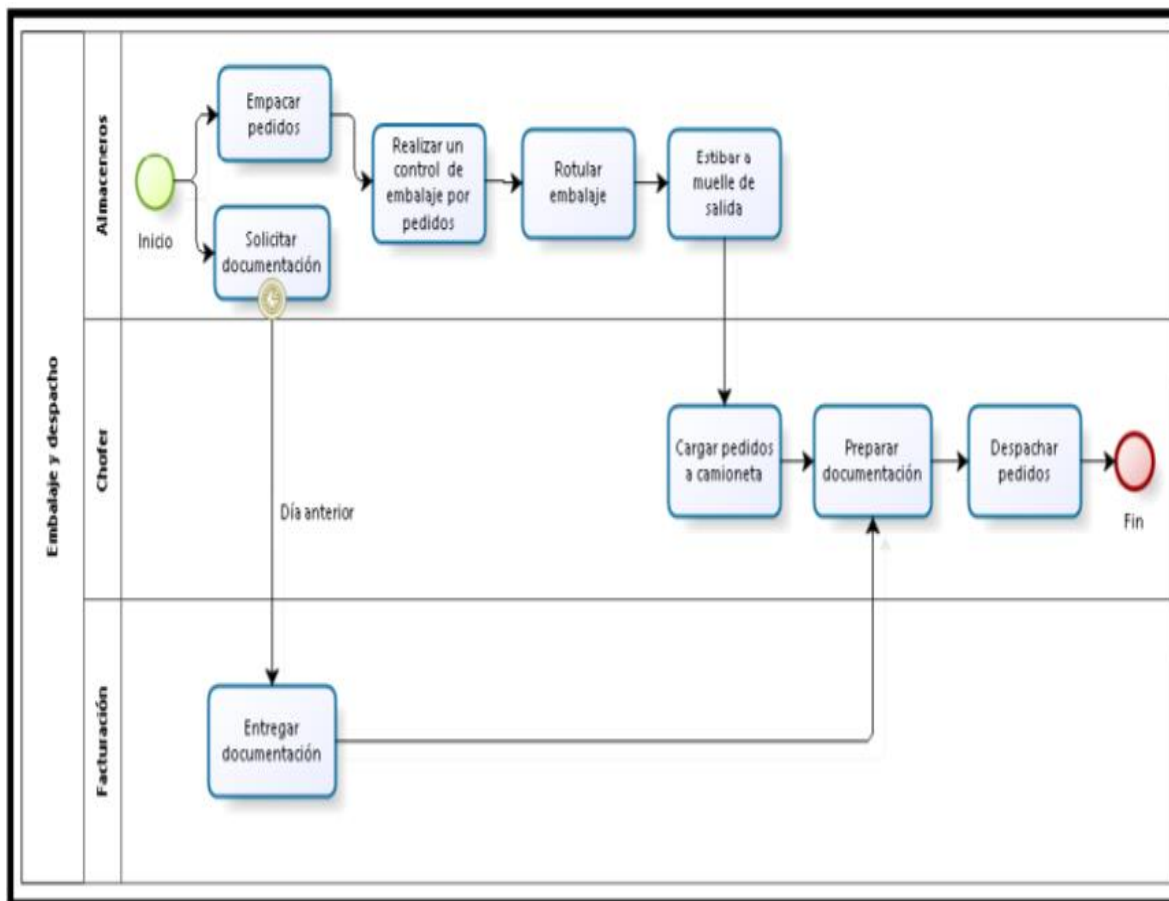 Embalaje y despacho
Almaceneros
Inicio
Empacar
pedidos
Solicitar
documentación
Realizar un
control de
embalaje por
pedidos
Rotular
embalaje
Estibar a
muelle de
salida
Chofer
Día anterior
Cargar pedidos
a camioneta
Preparar
documentación
Despachar
pedidos
Fin
Facturación
Entregar
documentación